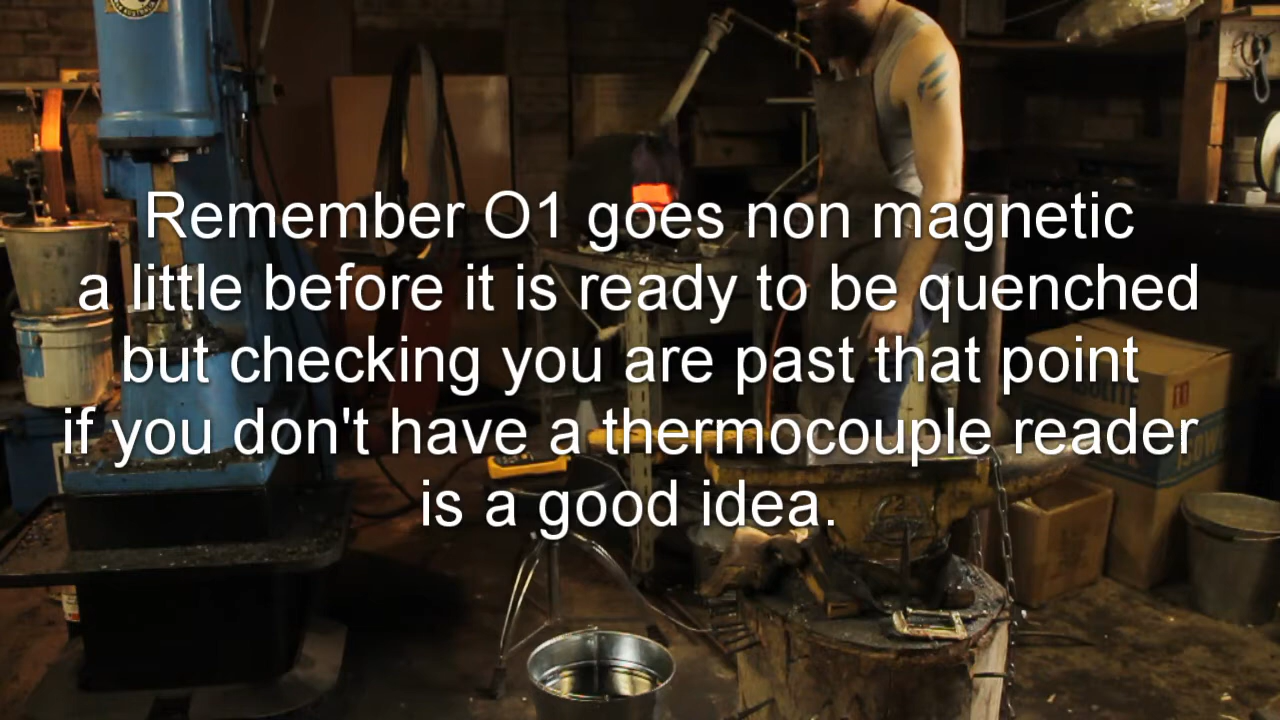 Remember O1 goes non magnetic
a little before it is ready to be quenched
but checking you are past that point
if you don't have a thermocouple reader
is a good idea.